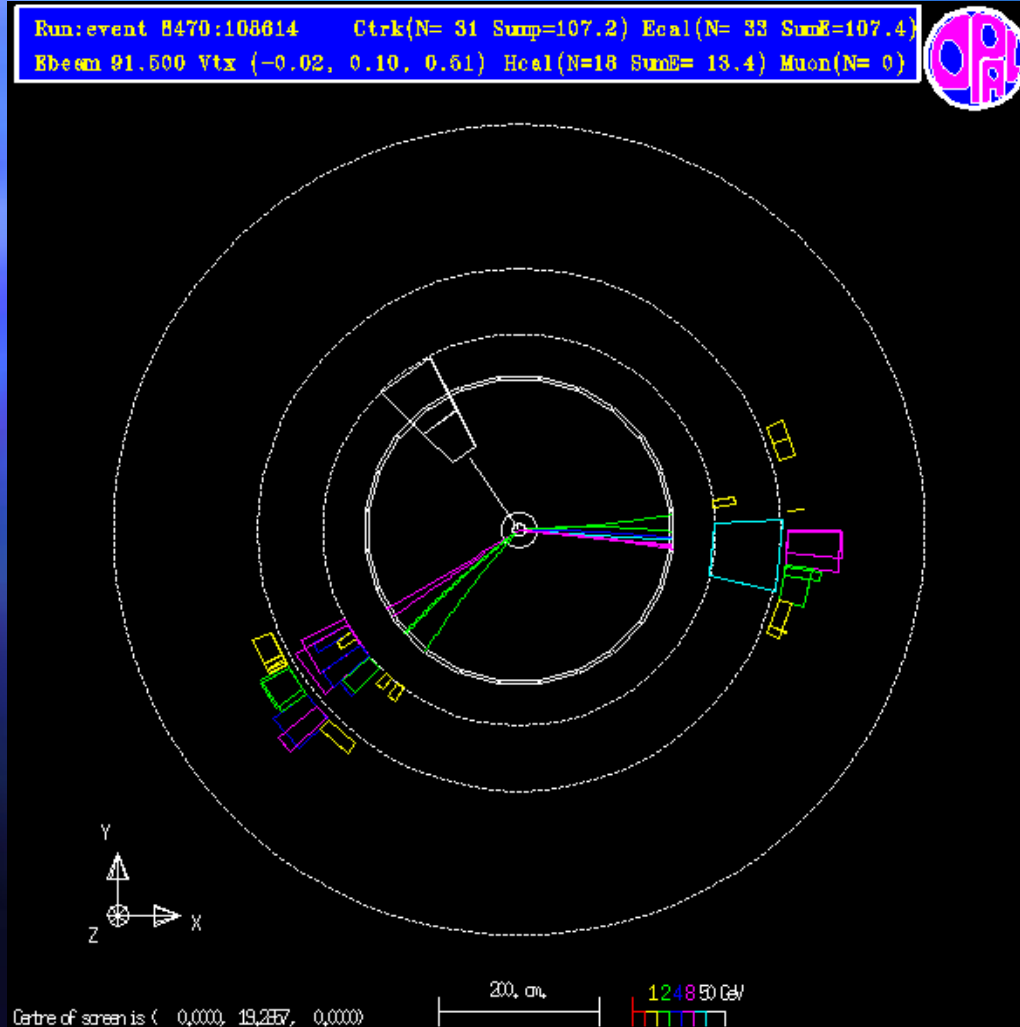 Run:event 8470:108614 Ctrk(N= 31 Sump=107.2) Ecal(N= 33 SumE=107.4)
Ebeam 91.500 Vtx (-0.02, 0.10, 0.61) Hcal(N=18 SumE= 13.4) Muon(N= 0)
OPAL
Y
X
Z
200. cm.
1 2 4 8 50 GeV
Centre of screen is ( 0.0000, 19.2857, 0.0000)